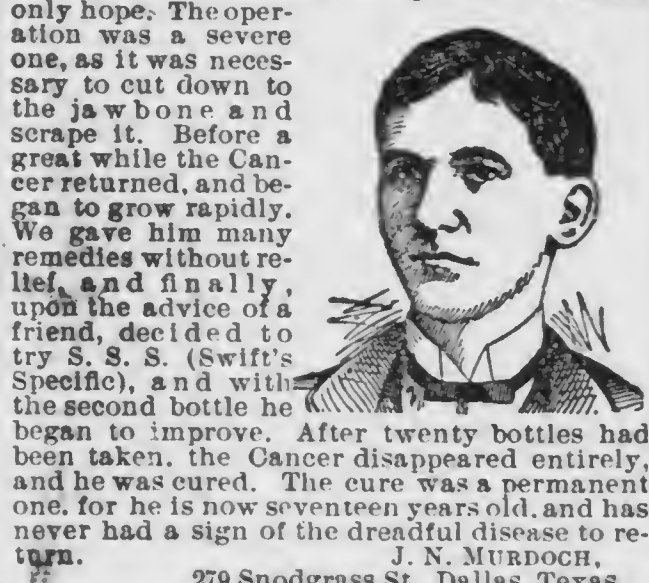 only hope. The oper-
ation was a severe
one, as it was neces-
sary to cut down to
the jawbone and
scrape it. Before a
great while the Can-
cer returned, and be-
gan to grow rapidly.
We gave him many
remedies without re-
lief, and finally,
upon the advice of a
friend, decided to
try S. S. S. (Swift's
Specific), and with
the second bottle he
began to improve. After twenty bottles had
been taken. the Cancer disappeared entirely,
and he was cured. The cure was a permanent
one. for he is now seventeen years old. and has
never had a sign of the dreadful disease to re-
turn.
J. N. MURDOCH,
279 Snodgrass St., Dallas, Texas.